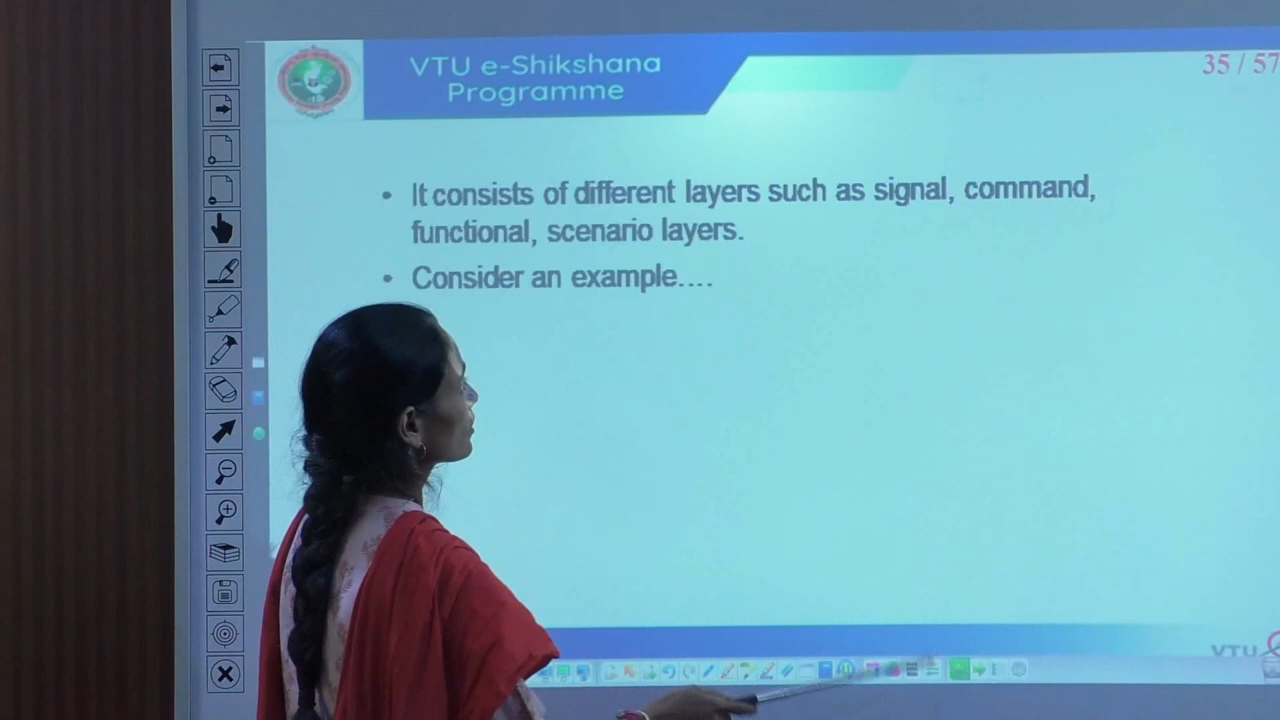 VTU e-Shikshana
Programme
35 / 57
• It consists of different layers such as signal, command,
functional, scenario layers.
• Consider an example....
VTU